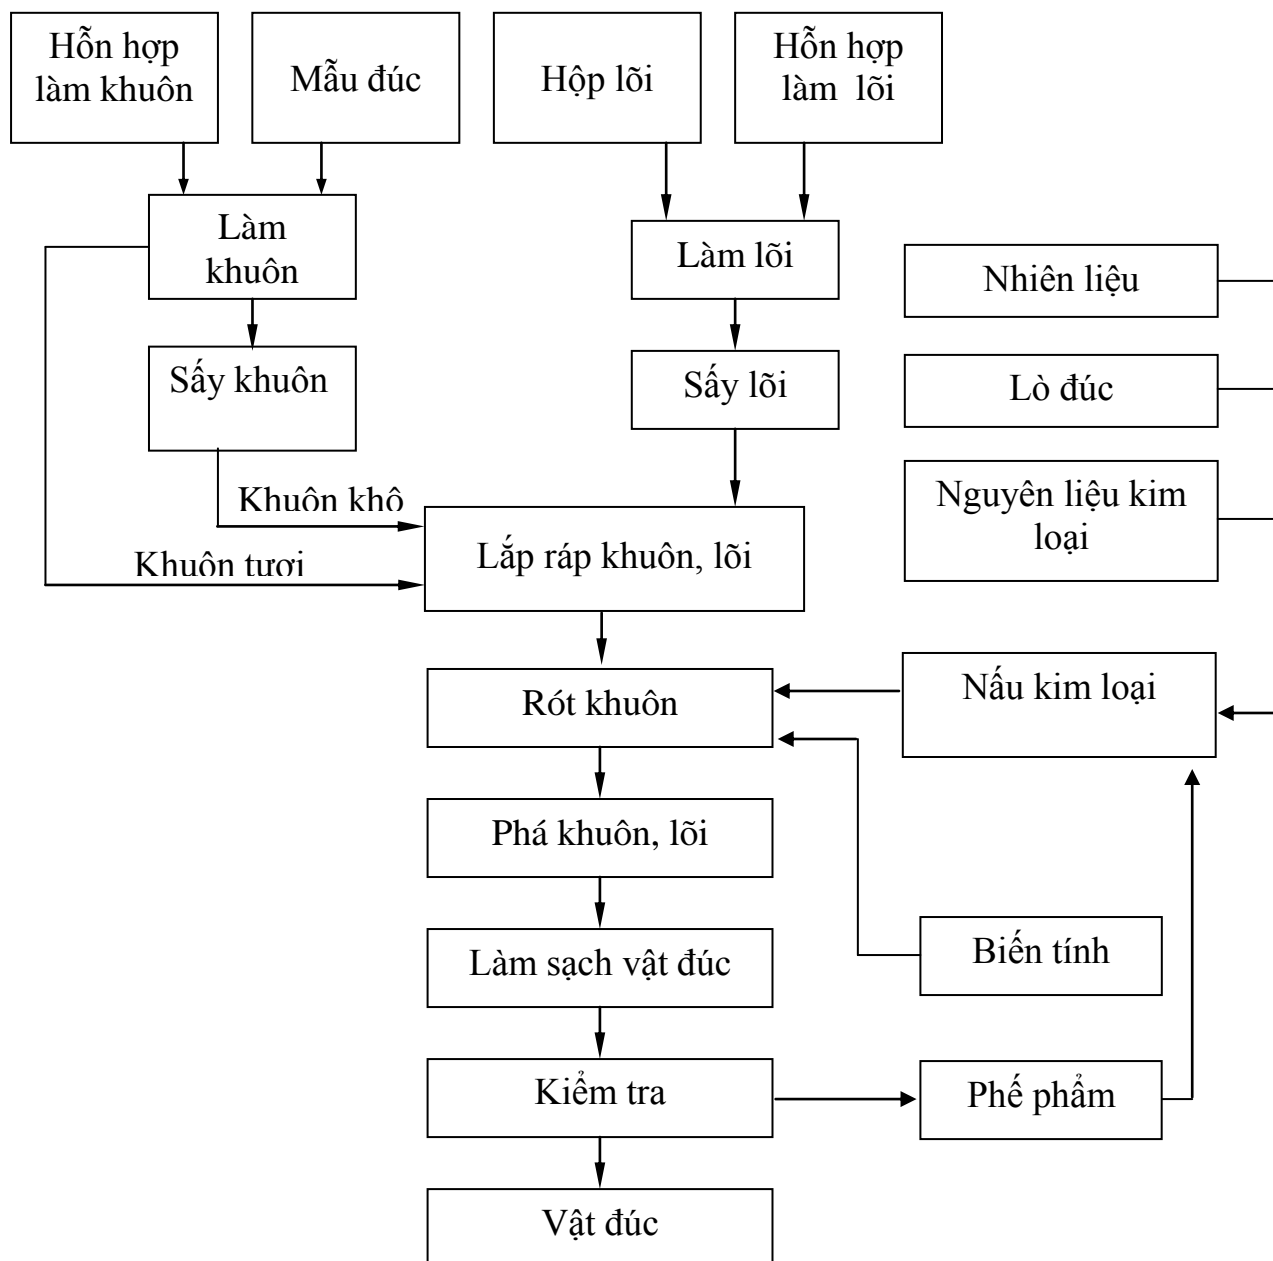 Hỗn hợp
làm khuôn
Mẫu đúc
Hộp lõi
Hỗn hợp
làm lõi
Làm
khuôn
Làm lõi
Nhiên liệu
Sấy khuôn
Sấy lõi
Lò đúc
Khuôn khô
Nguyên liệu kim
loại
Khuôn tươi
Lắp ráp khuôn, lõi
Rót khuôn
Nấu kim loại
Phá khuôn, lõi
Làm sạch vật đúc
Biến tính
Kiểm tra
Phế phẩm
Vật đúc